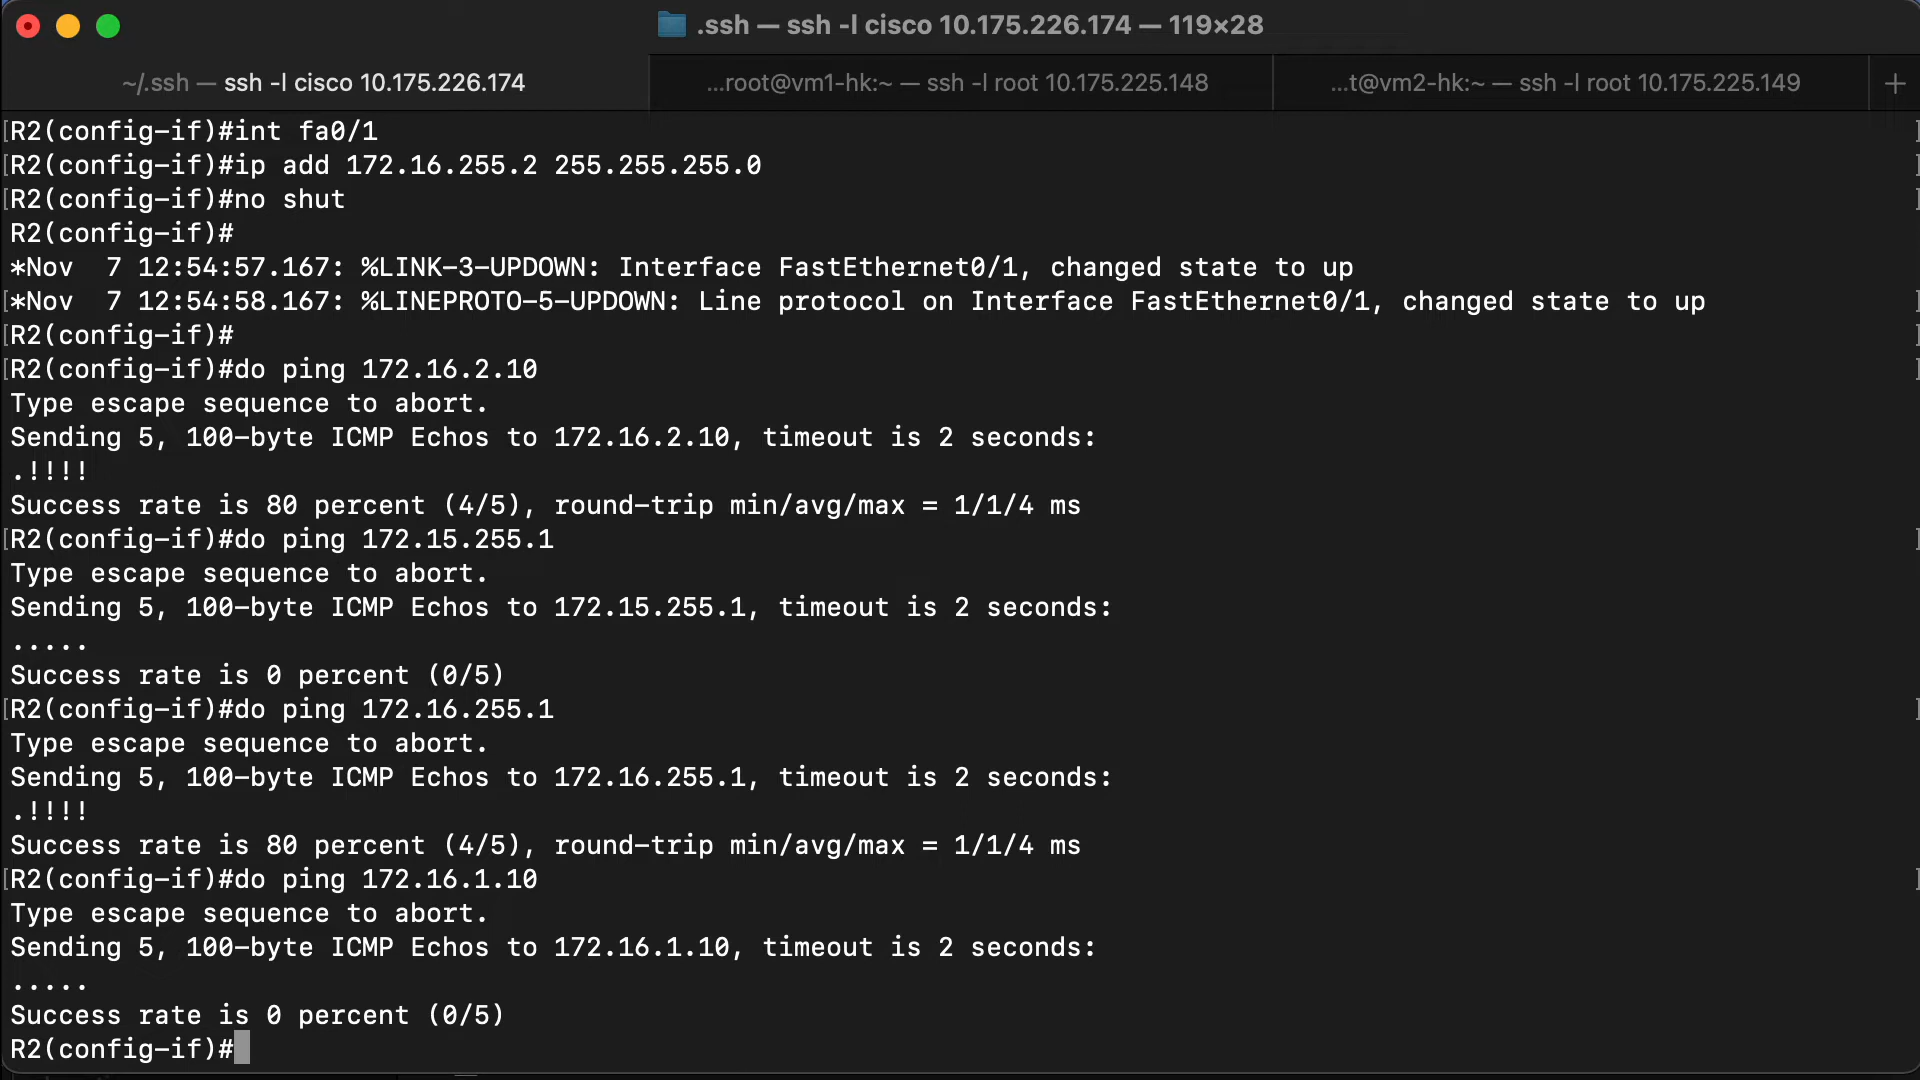 .ssh — ssh -l cisco 10.175.226.174 — 119×28
~/.ssh — ssh -l cisco 10.175.226.174
...root@vm1-hk:~ — ssh -l root 10.175.225.148
...t@vm2-hk:~ — ssh -l root 10.175.225.149
+
[R2(config-if)#int fa0/1 ]
[R2(config-if)#ip add 172.16.255.2 255.255.255.0 ]
[R2(config-if)#no shut ]
R2(config-if)#
*Nov  7 12:54:57.167: %LINK-3-UPDOWN: Interface FastEthernet0/1, changed state to up
[*Nov  7 12:54:58.167: %LINEPROTO-5-UPDOWN: Line protocol on Interface FastEthernet0/1, changed state to up ]
[R2(config-if)# ]
[R2(config-if)#do ping 172.16.2.10 ]
Type escape sequence to abort.
Sending 5, 100-byte ICMP Echos to 172.16.2.10, timeout is 2 seconds:
.!!!!
Success rate is 80 percent (4/5), round-trip min/avg/max = 1/1/4 ms
[R2(config-if)#do ping 172.15.255.1 ]
Type escape sequence to abort.
Sending 5, 100-byte ICMP Echos to 172.15.255.1, timeout is 2 seconds:
.....
Success rate is 0 percent (0/5)
[R2(config-if)#do ping 172.16.255.1 ]
Type escape sequence to abort.
Sending 5, 100-byte ICMP Echos to 172.16.255.1, timeout is 2 seconds:
.!!!!
Success rate is 80 percent (4/5), round-trip min/avg/max = 1/1/4 ms
[R2(config-if)#do ping 172.16.1.10 ]
Type escape sequence to abort.
Sending 5, 100-byte ICMP Echos to 172.16.1.10, timeout is 2 seconds:
.....
Success rate is 0 percent (0/5)
R2(config-if)#